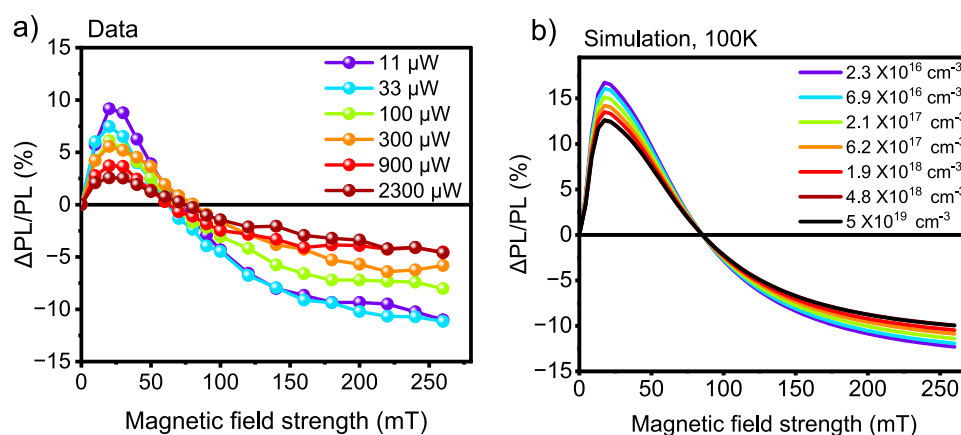 a) Data
ΔPL/PL (%)
15
10
5
0
−5
−10
−15
11 µW
33 µW
100 µW
300 µW
900 µW
2300 µW
0 50 100 150 200 250
Magnetic field strength (mT)
b) Simulation, 100K
ΔPL/PL (%)
15
10
5
0
−5
−10
−15
2.3 X10¹⁶ cm⁻³
6.9 X10¹⁶ cm⁻³
2.1 X10¹⁷ cm⁻³
6.2 X10¹⁷ cm⁻³
1.9 X10¹⁸ cm⁻³
4.8 X10¹⁸ cm⁻³
5 X10¹⁹ cm⁻³
0 50 100 150 200 250
Magnetic field strength (mT)